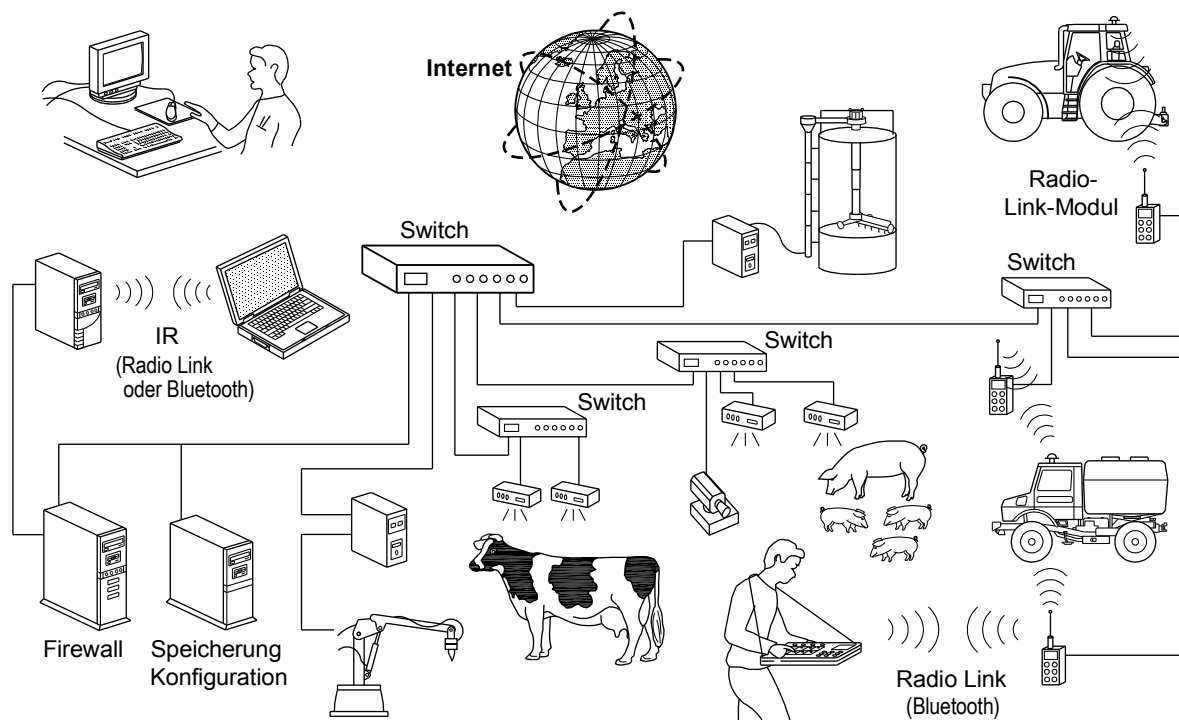 Internet
Radio-
Link-Modul
Switch
Switch
IR
(Radio Link
oder Bluetooth)
Switch
Switch
Firewall
Speicherung
Konfiguration
Radio Link
(Bluetooth)